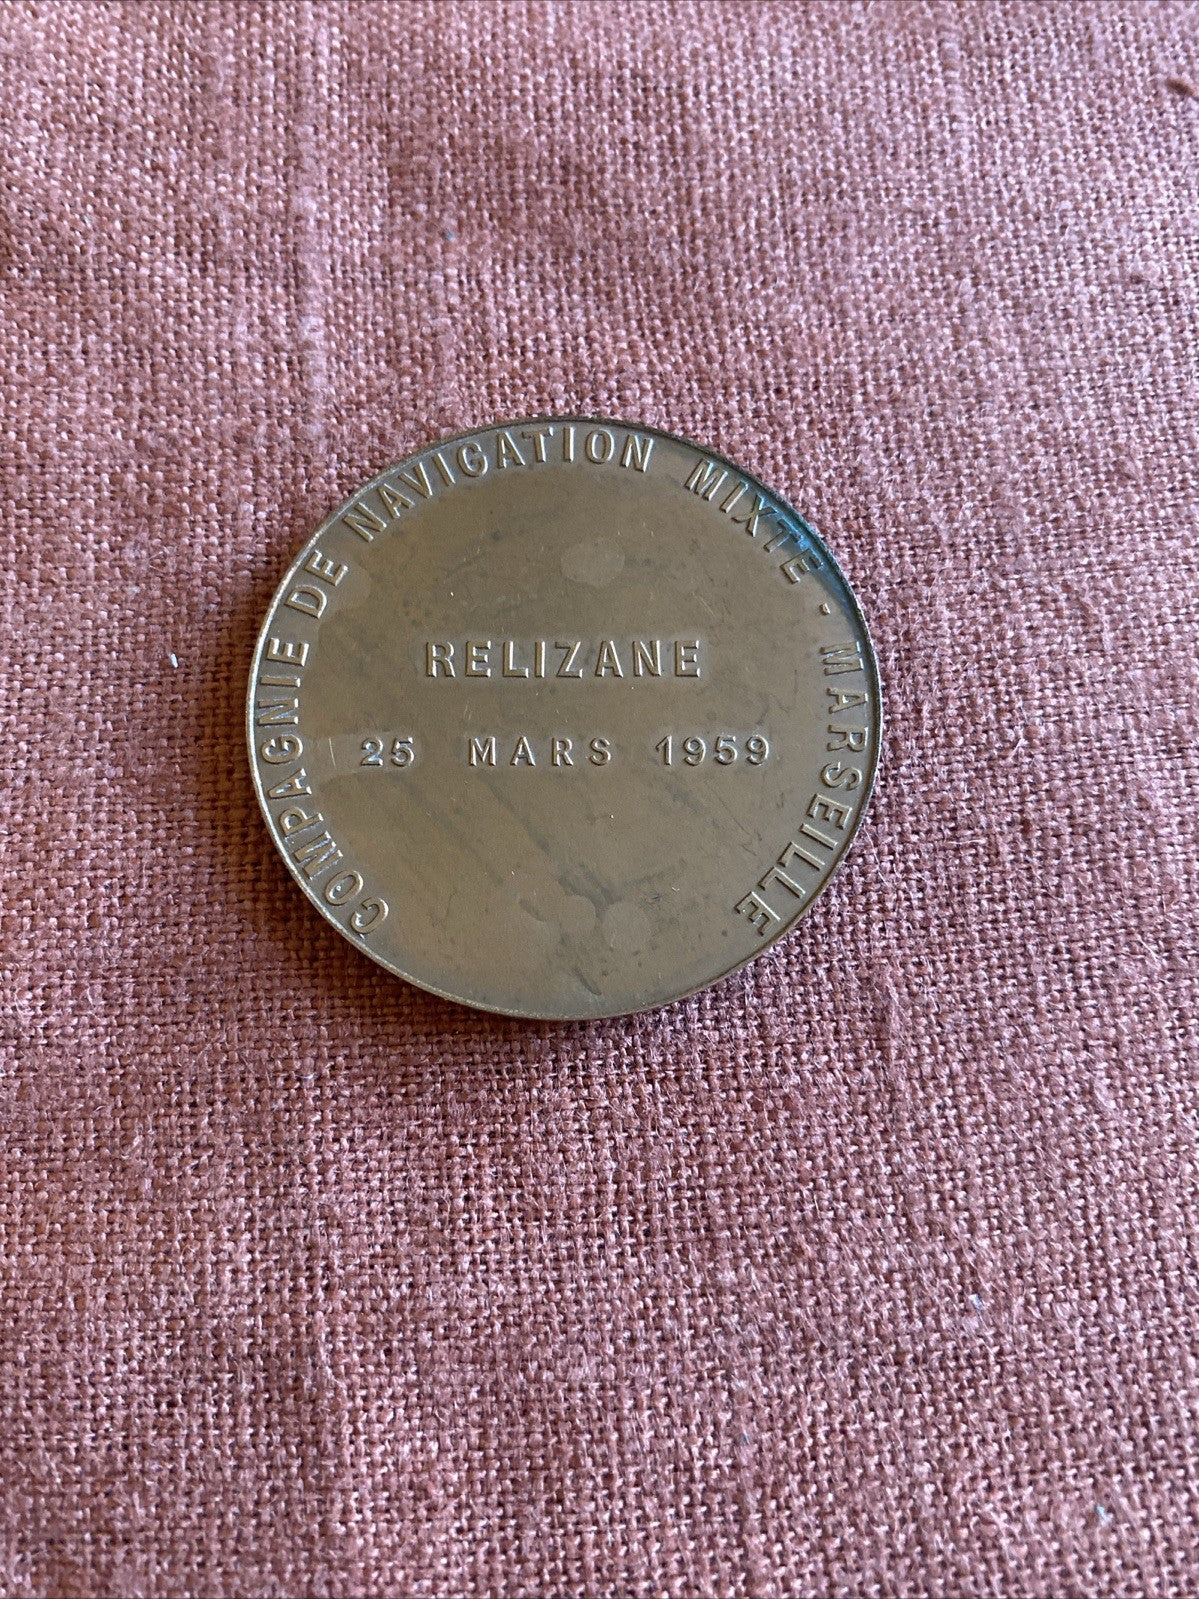 COMPAGNIE DE NAVIGATION MIXTE - MARSEILLE
RELIZANE
25 MARS 1959